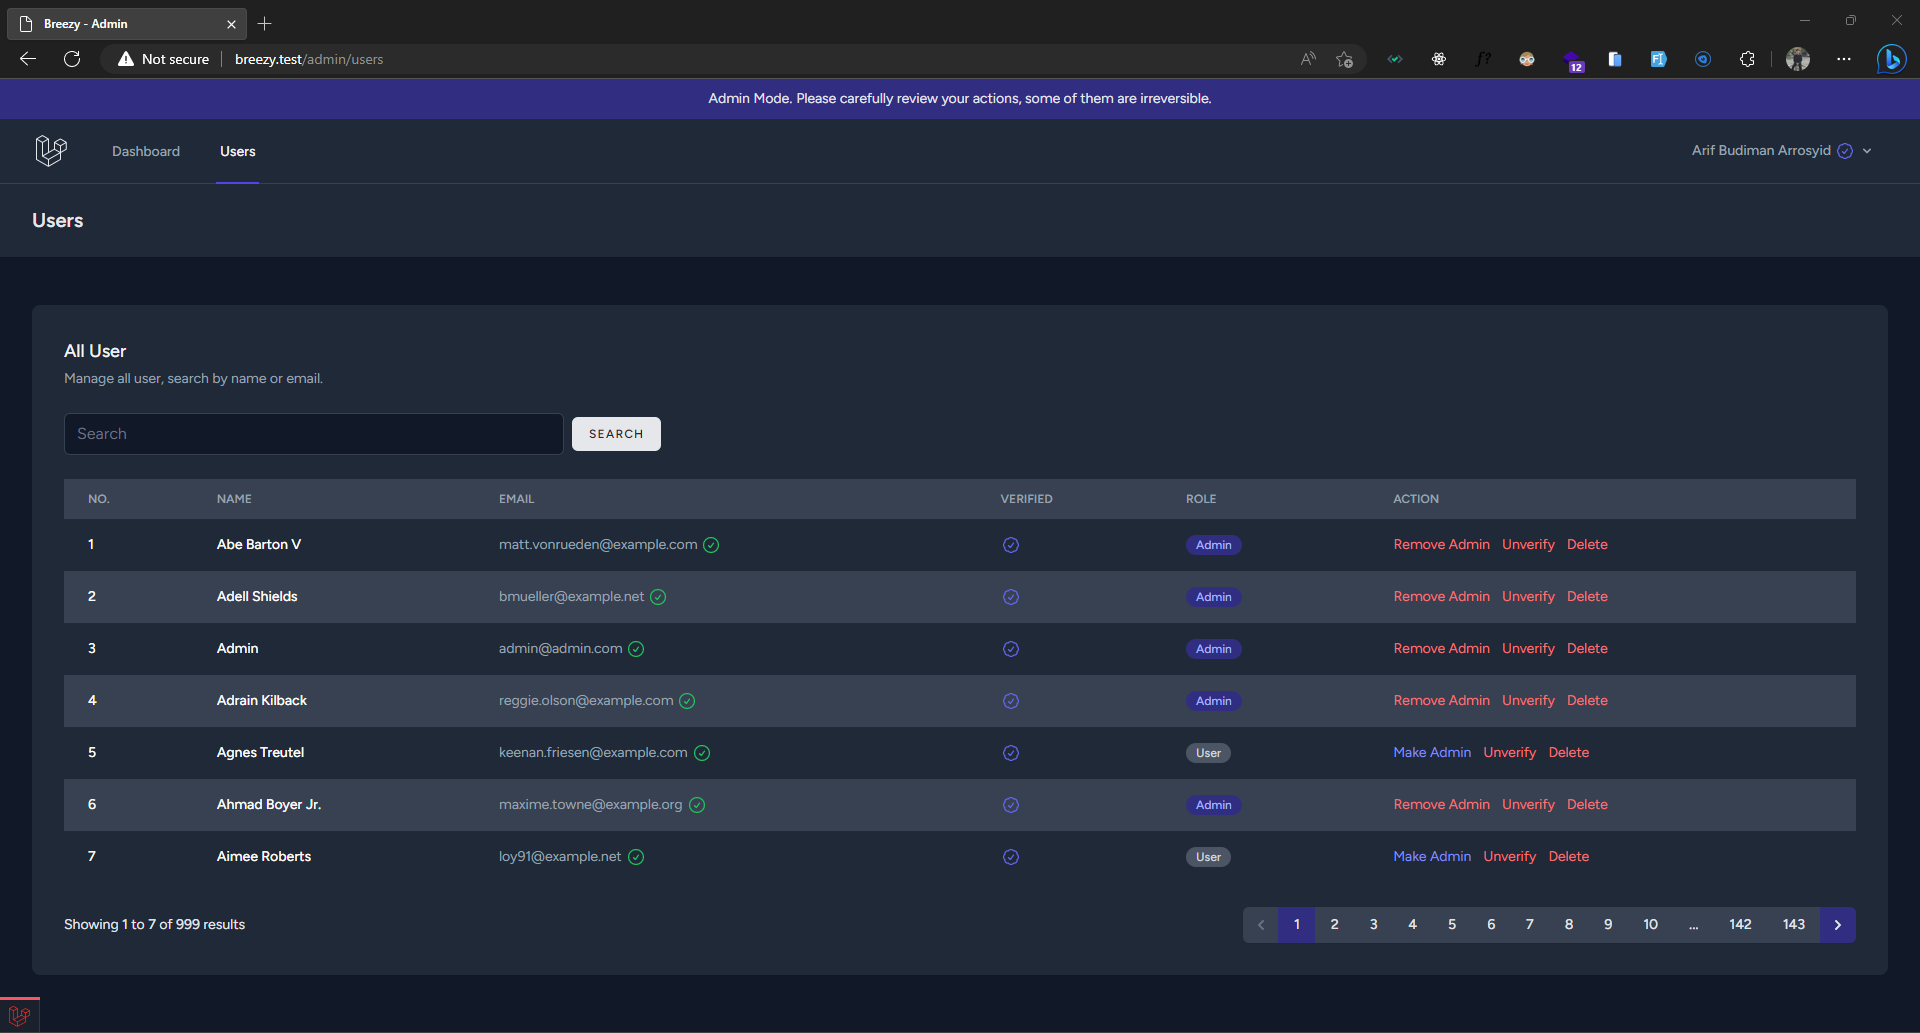 Breezy - Admin
Not secure breezy.test/admin/users
12
Admin Mode. Please carefully review your actions, some of them are irreversible.
Dashboard Users Arif Budiman Arrosyid
Users
All User
Manage all user, search by name or email.
Search SEARCH
NO. NAME EMAIL VERIFIED ROLE ACTION
1 Abe Barton V matt.vonrueden@example.com Admin Remove Admin Unverify Delete
2 Adell Shields bmueller@example.net Admin Remove Admin Unverify Delete
3 Admin admin@admin.com Admin Remove Admin Unverify Delete
4 Adrain Kilback reggie.olson@example.com Admin Remove Admin Unverify Delete
5 Agnes Treutel keenan.friesen@example.com User Make Admin Unverify Delete
6 Ahmad Boyer Jr. maxime.towne@example.org Admin Remove Admin Unverify Delete
7 Aimee Roberts loy91@example.net User Make Admin Unverify Delete
Showing 1 to 7 of 999 results 1 2 3 4 5 6 7 8 9 10 ... 142 143